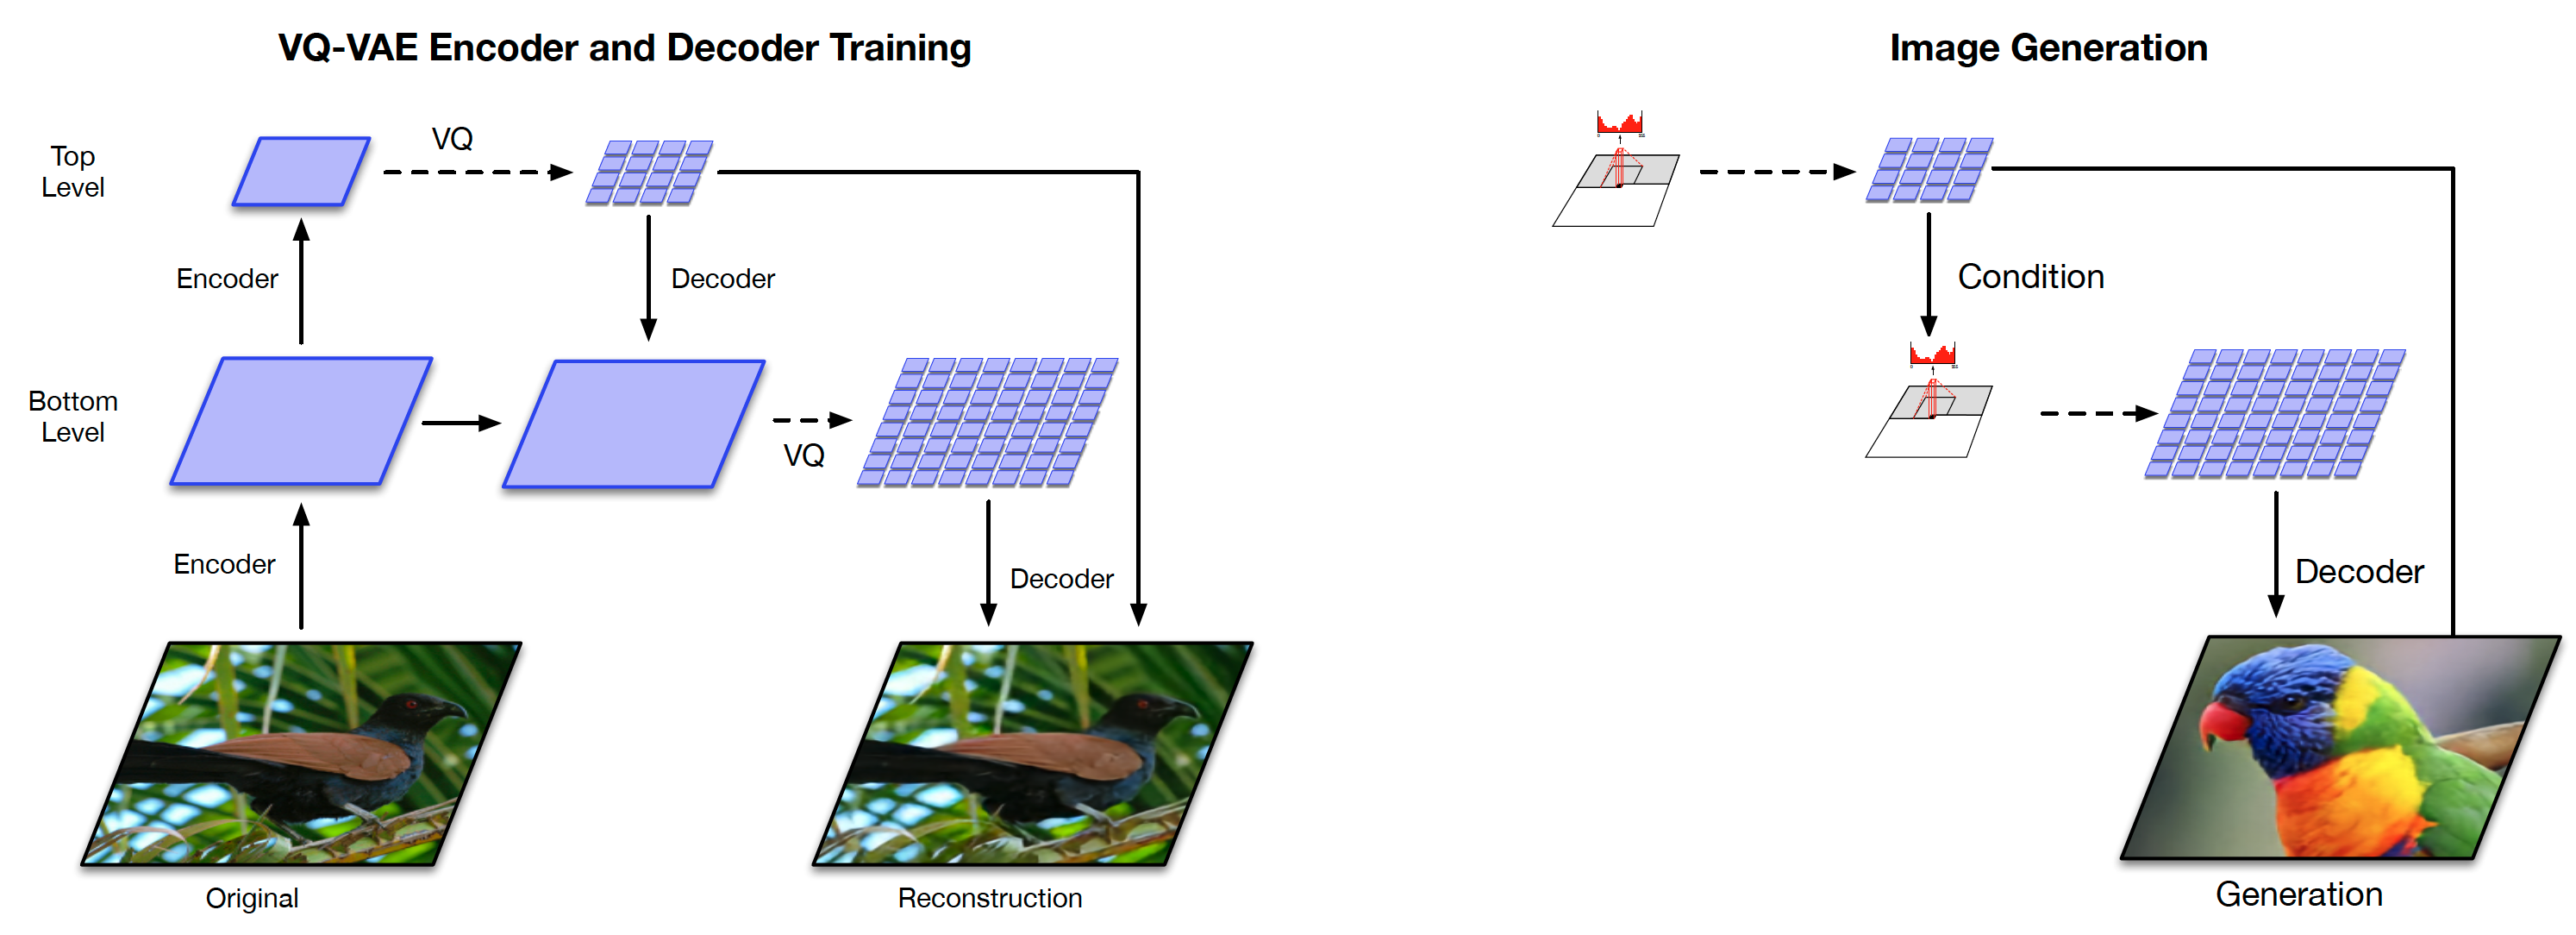 VQ-VAE Encoder and Decoder Training
Top
Level
VQ
Encoder
Decoder
Bottom
Level
VQ
Encoder
Decoder
Original
Reconstruction
Image Generation
Condition
Decoder
Generation